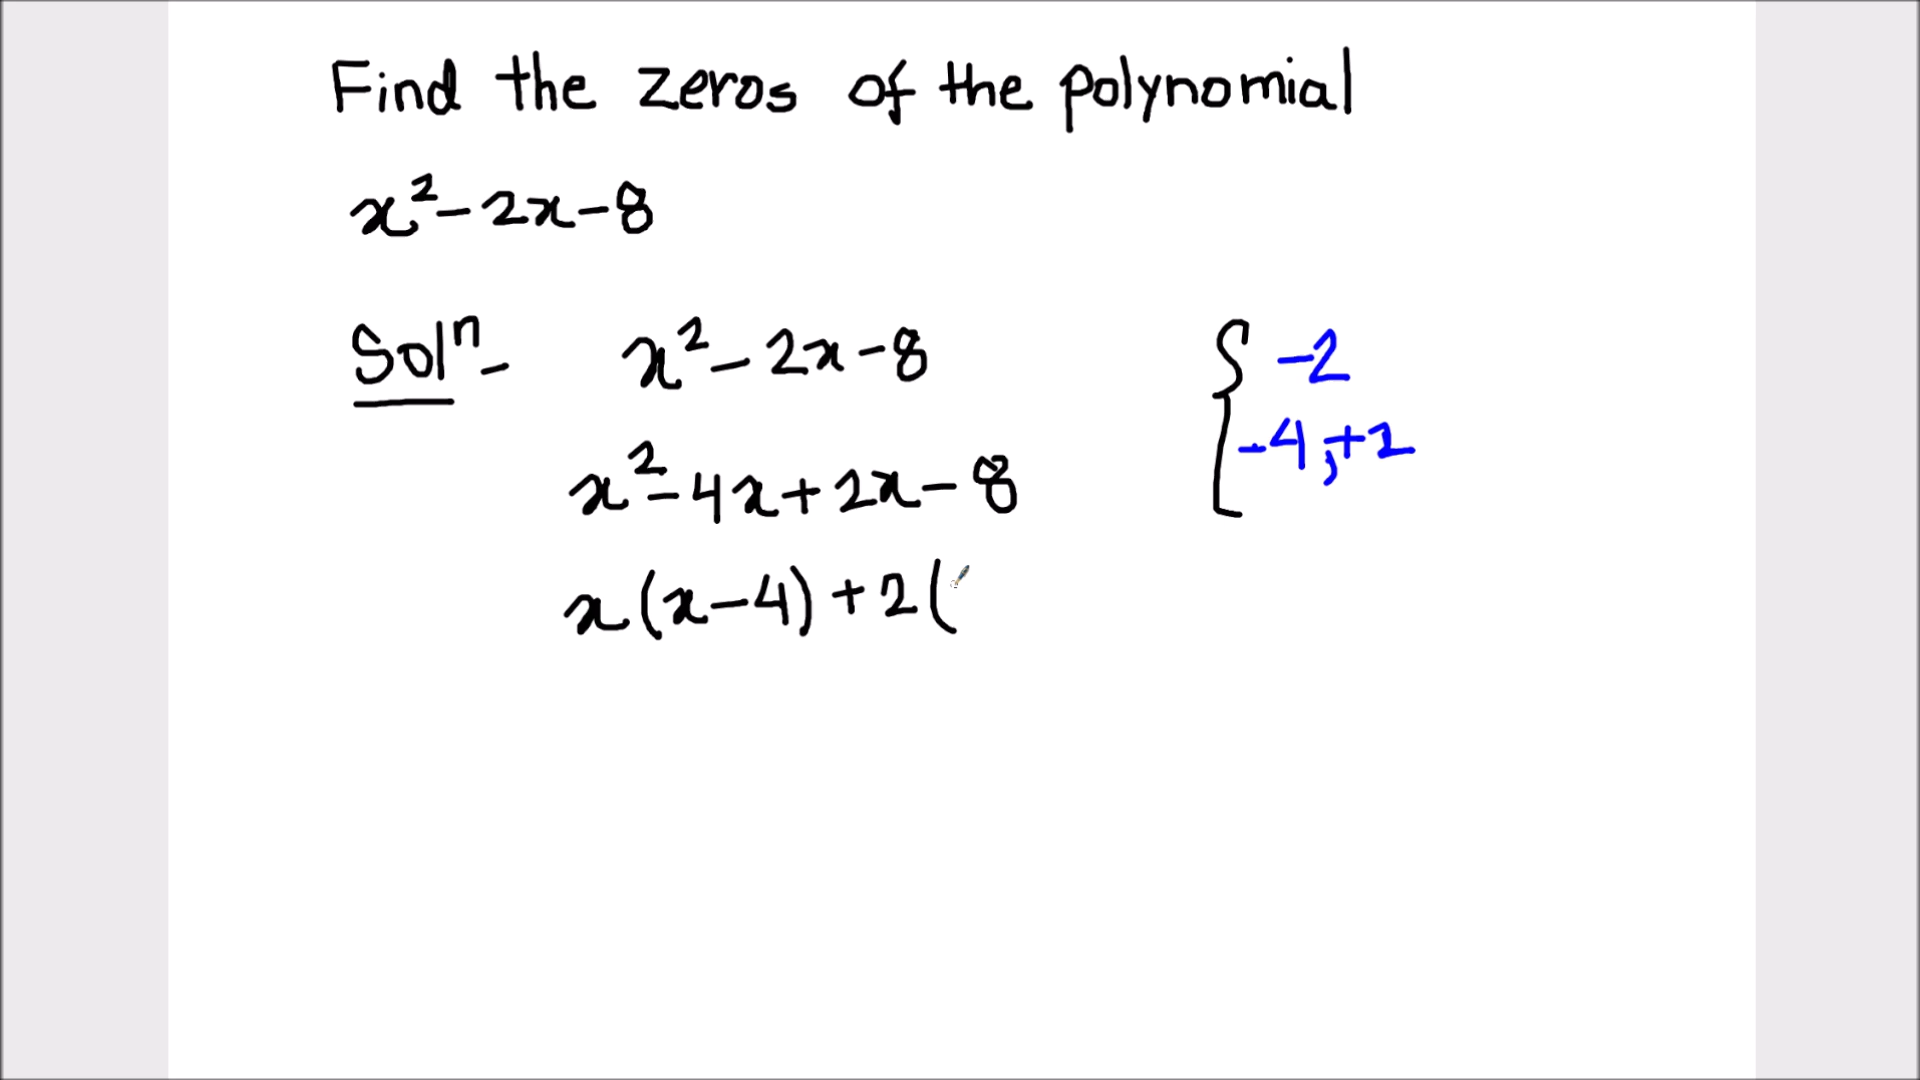 Find the zeros of the polynomial
x²-2x-8
Solⁿ- x²-2x-8 { -2
-4,+2
x²-4x+2x-8
x(x-4)+2(